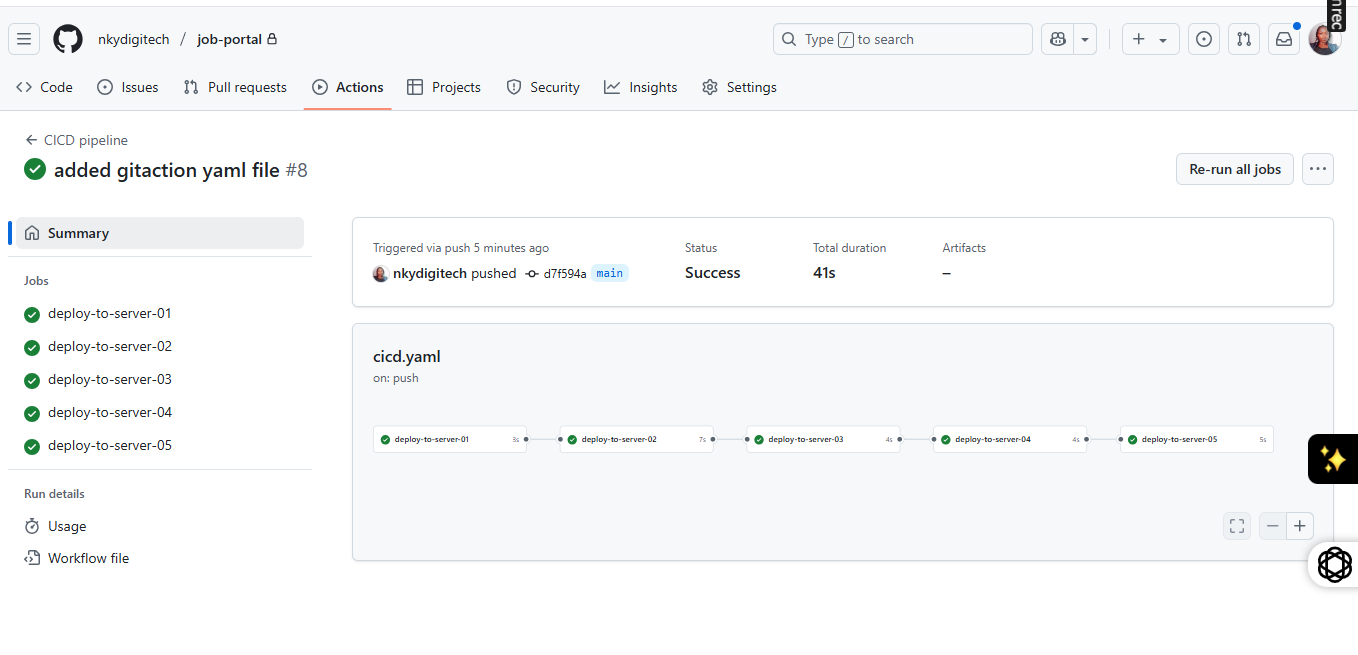 nkydigitech / job-portal
Type / to search
n rec
Code
Issues
Pull requests
Actions
Projects
Security
Insights
Settings
CICD pipeline
added gitaction yaml file #8
Re-run all jobs
Summary
Jobs
deploy-to-server-01
deploy-to-server-02
deploy-to-server-03
deploy-to-server-04
deploy-to-server-05
Run details
Usage
Workflow file
Triggered via push 5 minutes ago
nkydigitech pushed d7f594a main
Status
Success
Total duration
41s
Artifacts
–
cicd.yaml
on: push
deploy-to-server-01 3s
deploy-to-server-02 7s
deploy-to-server-03 4s
deploy-to-server-04 4s
deploy-to-server-05 5s